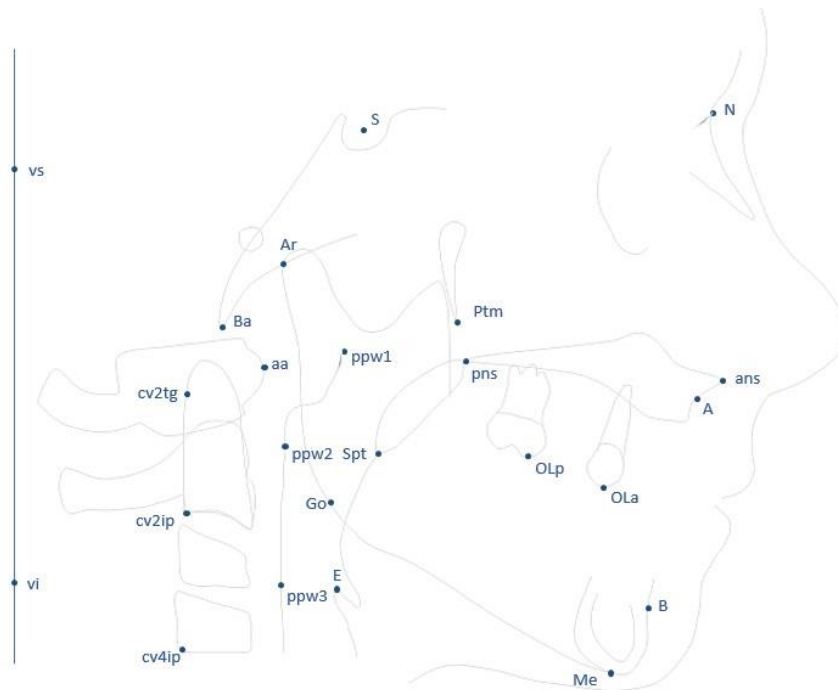 S
N
vs
Ar
Ptm
Ba
ppw1
aa
pns
ans
cv2tg
A
ppw2
Spt
OLp
OLa
Go
cv2ip
E
vi
ppw3
B
cv4ip
Me